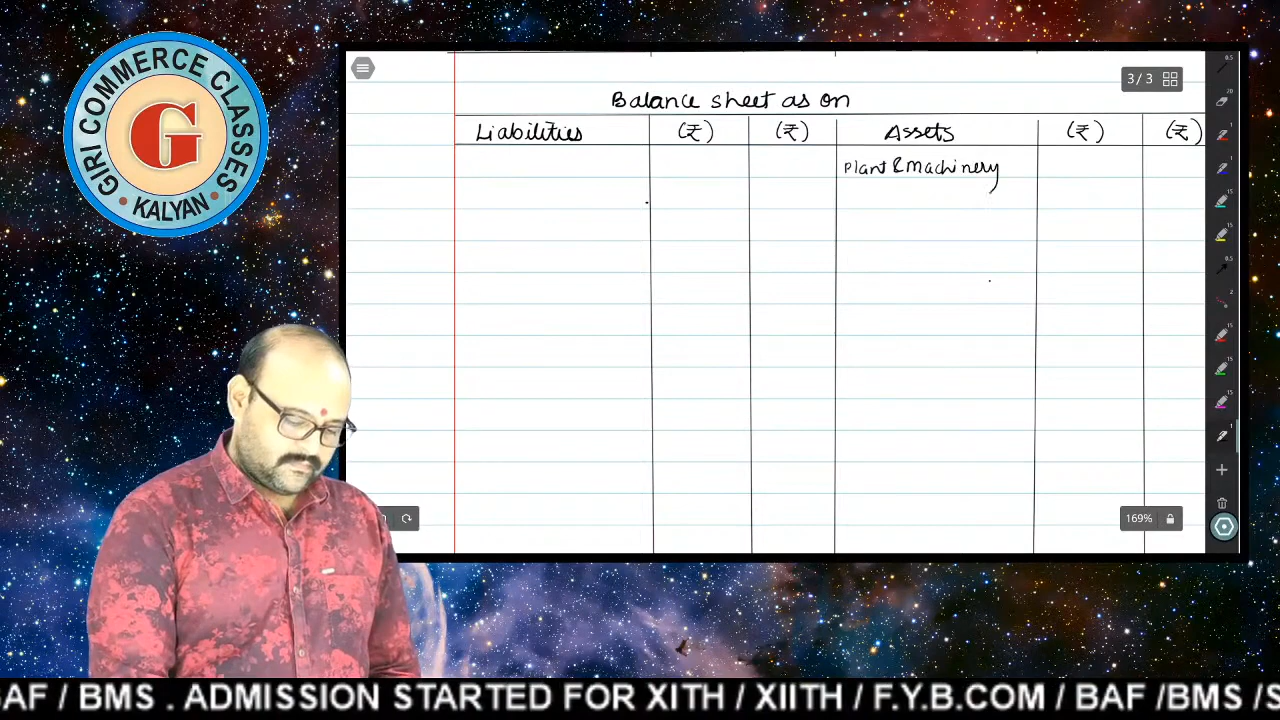 GIRI COMMERCE CLASSES
G
• KALYAN •
3 / 3
Balance sheet as on
Liabilities (₹) (₹) Assets (₹) (₹)
Plant & Machinery
169%
BAF / BMS . ADMISSION STARTED FOR XITH / XIITH / F.Y.B.COM / BAF /BMS /S